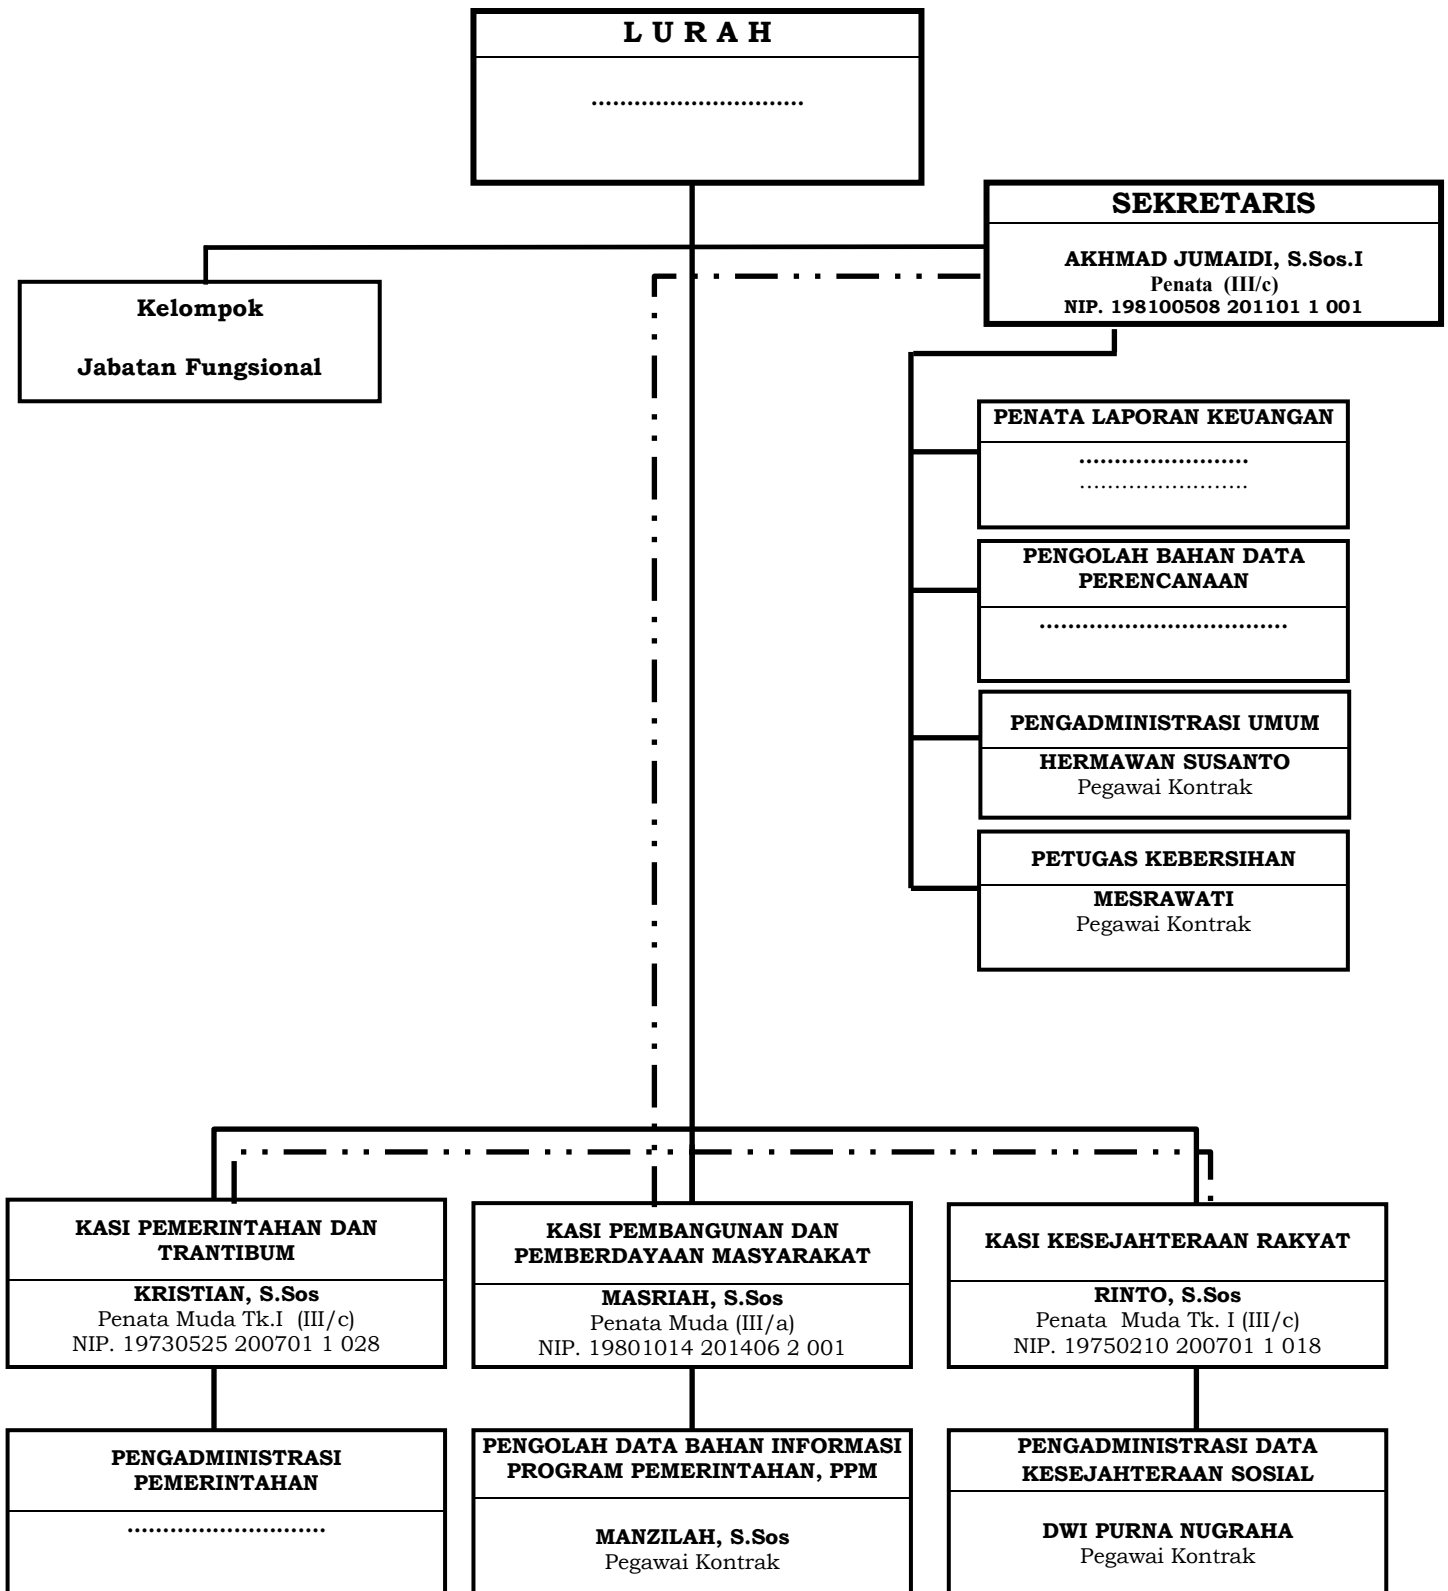 L U R A H
..............................
SEKRETARIS
AKHMAD JUMAIDI, S.Sos.I
Penata (III/c)
NIP. 198100508 201101 1 001
Kelompok
Jabatan Fungsional
PENATA LAPORAN KEUANGAN
........................
........................
PENGOLAH BAHAN DATA
PERENCANAAN
...................................
PENGADMINISTRASI UMUM
HERMAWAN SUSANTO
Pegawai Kontrak
PETUGAS KEBERSIHAN
MESRAWATI
Pegawai Kontrak
KASI PEMERINTAHAN DAN
TRANTIBUM
KRISTIAN, S.Sos
Penata Muda Tk.I (III/c)
NIP. 19730525 200701 1 028
KASI PEMBANGUNAN DAN
PEMBERDAYAAN MASYARAKAT
MASRIAH, S.Sos
Penata Muda (III/a)
NIP. 19801014 201406 2 001
KASI KESEJAHTERAAN RAKYAT
RINTO, S.Sos
Penata Muda Tk. I (III/c)
NIP. 19750210 200701 1 018
PENGADMINISTRASI
PEMERINTAHAN
............................
PENGOLAH DATA BAHAN INFORMASI
PROGRAM PEMERINTAHAN, PPM
MANZILAH, S.Sos
Pegawai Kontrak
PENGADMINISTRASI DATA
KESEJAHTERAAN SOSIAL
DWI PURNA NUGRAHA
Pegawai Kontrak